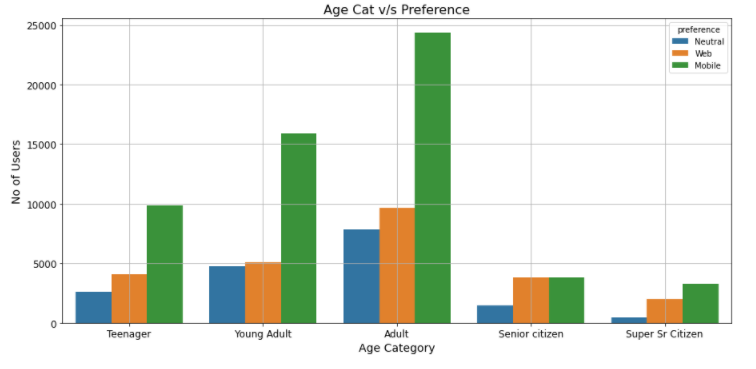 Age Cat v/s Preference
preference
Neutral
Web
Mobile
No of Users
25000
20000
15000
10000
5000
0
Teenager Young Adult Adult Senior citizen Super Sr Citizen
Age Category